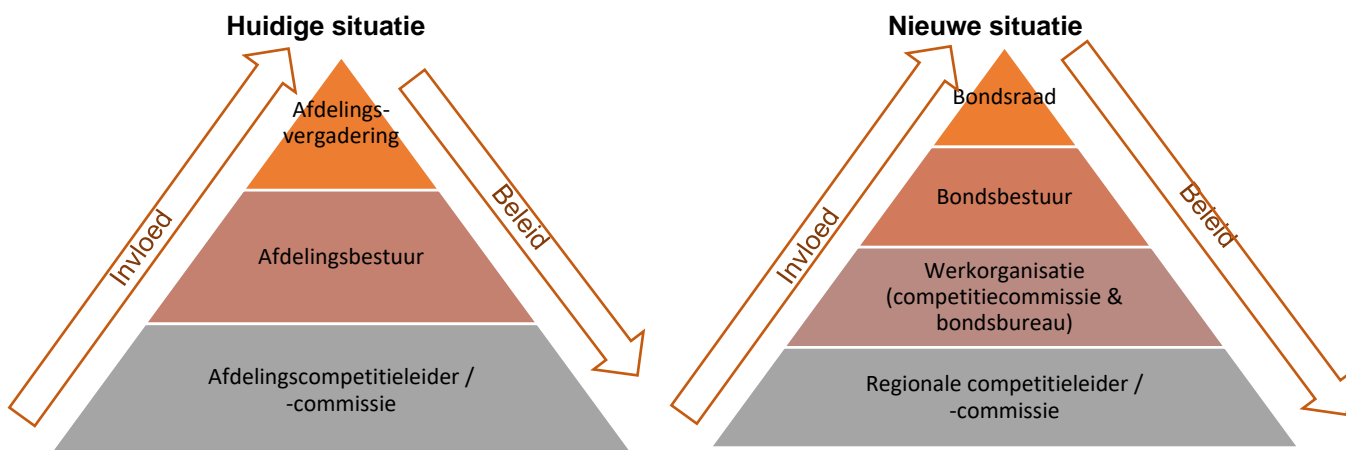 Huidige situatie
Afdelings-
vergadering
Afdelingsbestuur
Afdelingscompetitieleider /
-commissie
Invloed
Beleid
Nieuwe situatie
Bondsraad
Bondsbestuur
Werkorganisatie
(competitiecommissie &
bondsbureau)
Regionale competitieleider /
-commissie
Invloed
Beleid